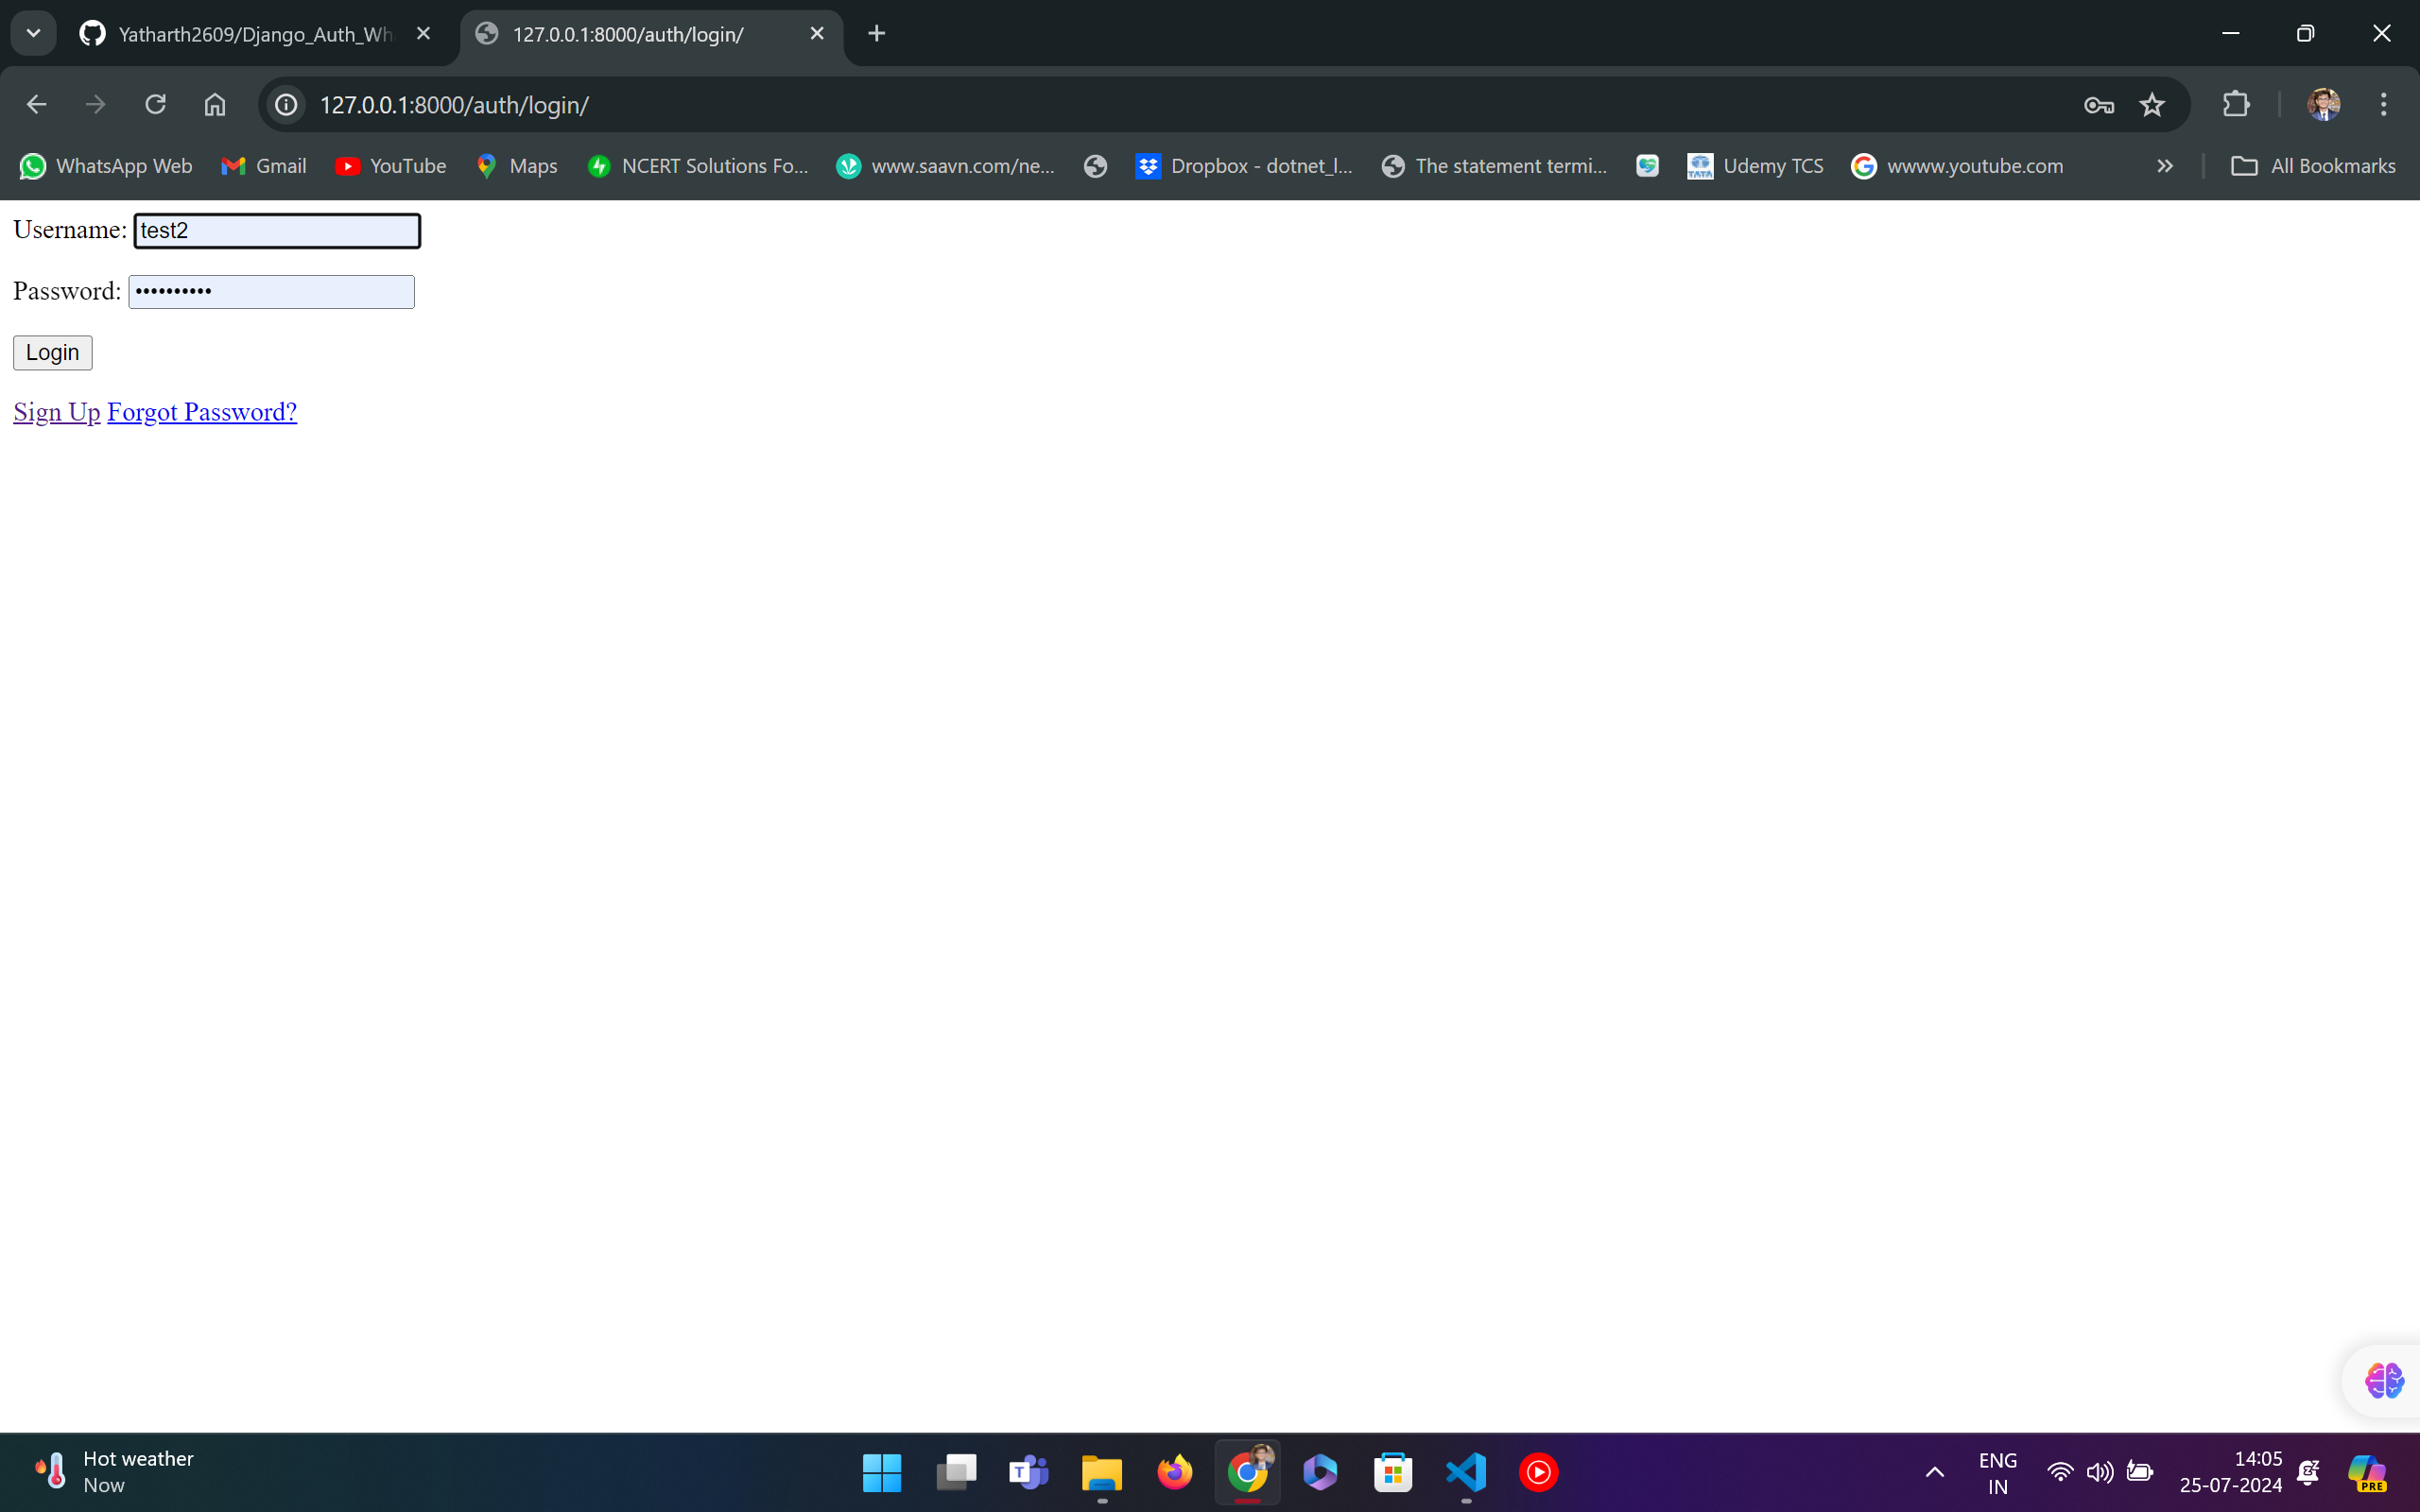 Yatharth2609/Django_Auth_Wh
127.0.0.1:8000/auth/login/
127.0.0.1:8000/auth/login/
WhatsApp Web
Gmail
YouTube
Maps
NCERT Solutions Fo...
www.saavn.com/ne...
Dropbox - dotnet_l...
The statement termi...
TATA
Udemy TCS
wwww.youtube.com
All Bookmarks
Username: test2
Password: ••••••••••
Login
Sign Up Forgot Password?
Hot weather
Now
T
ENG
IN
14:05
25-07-2024
PRE